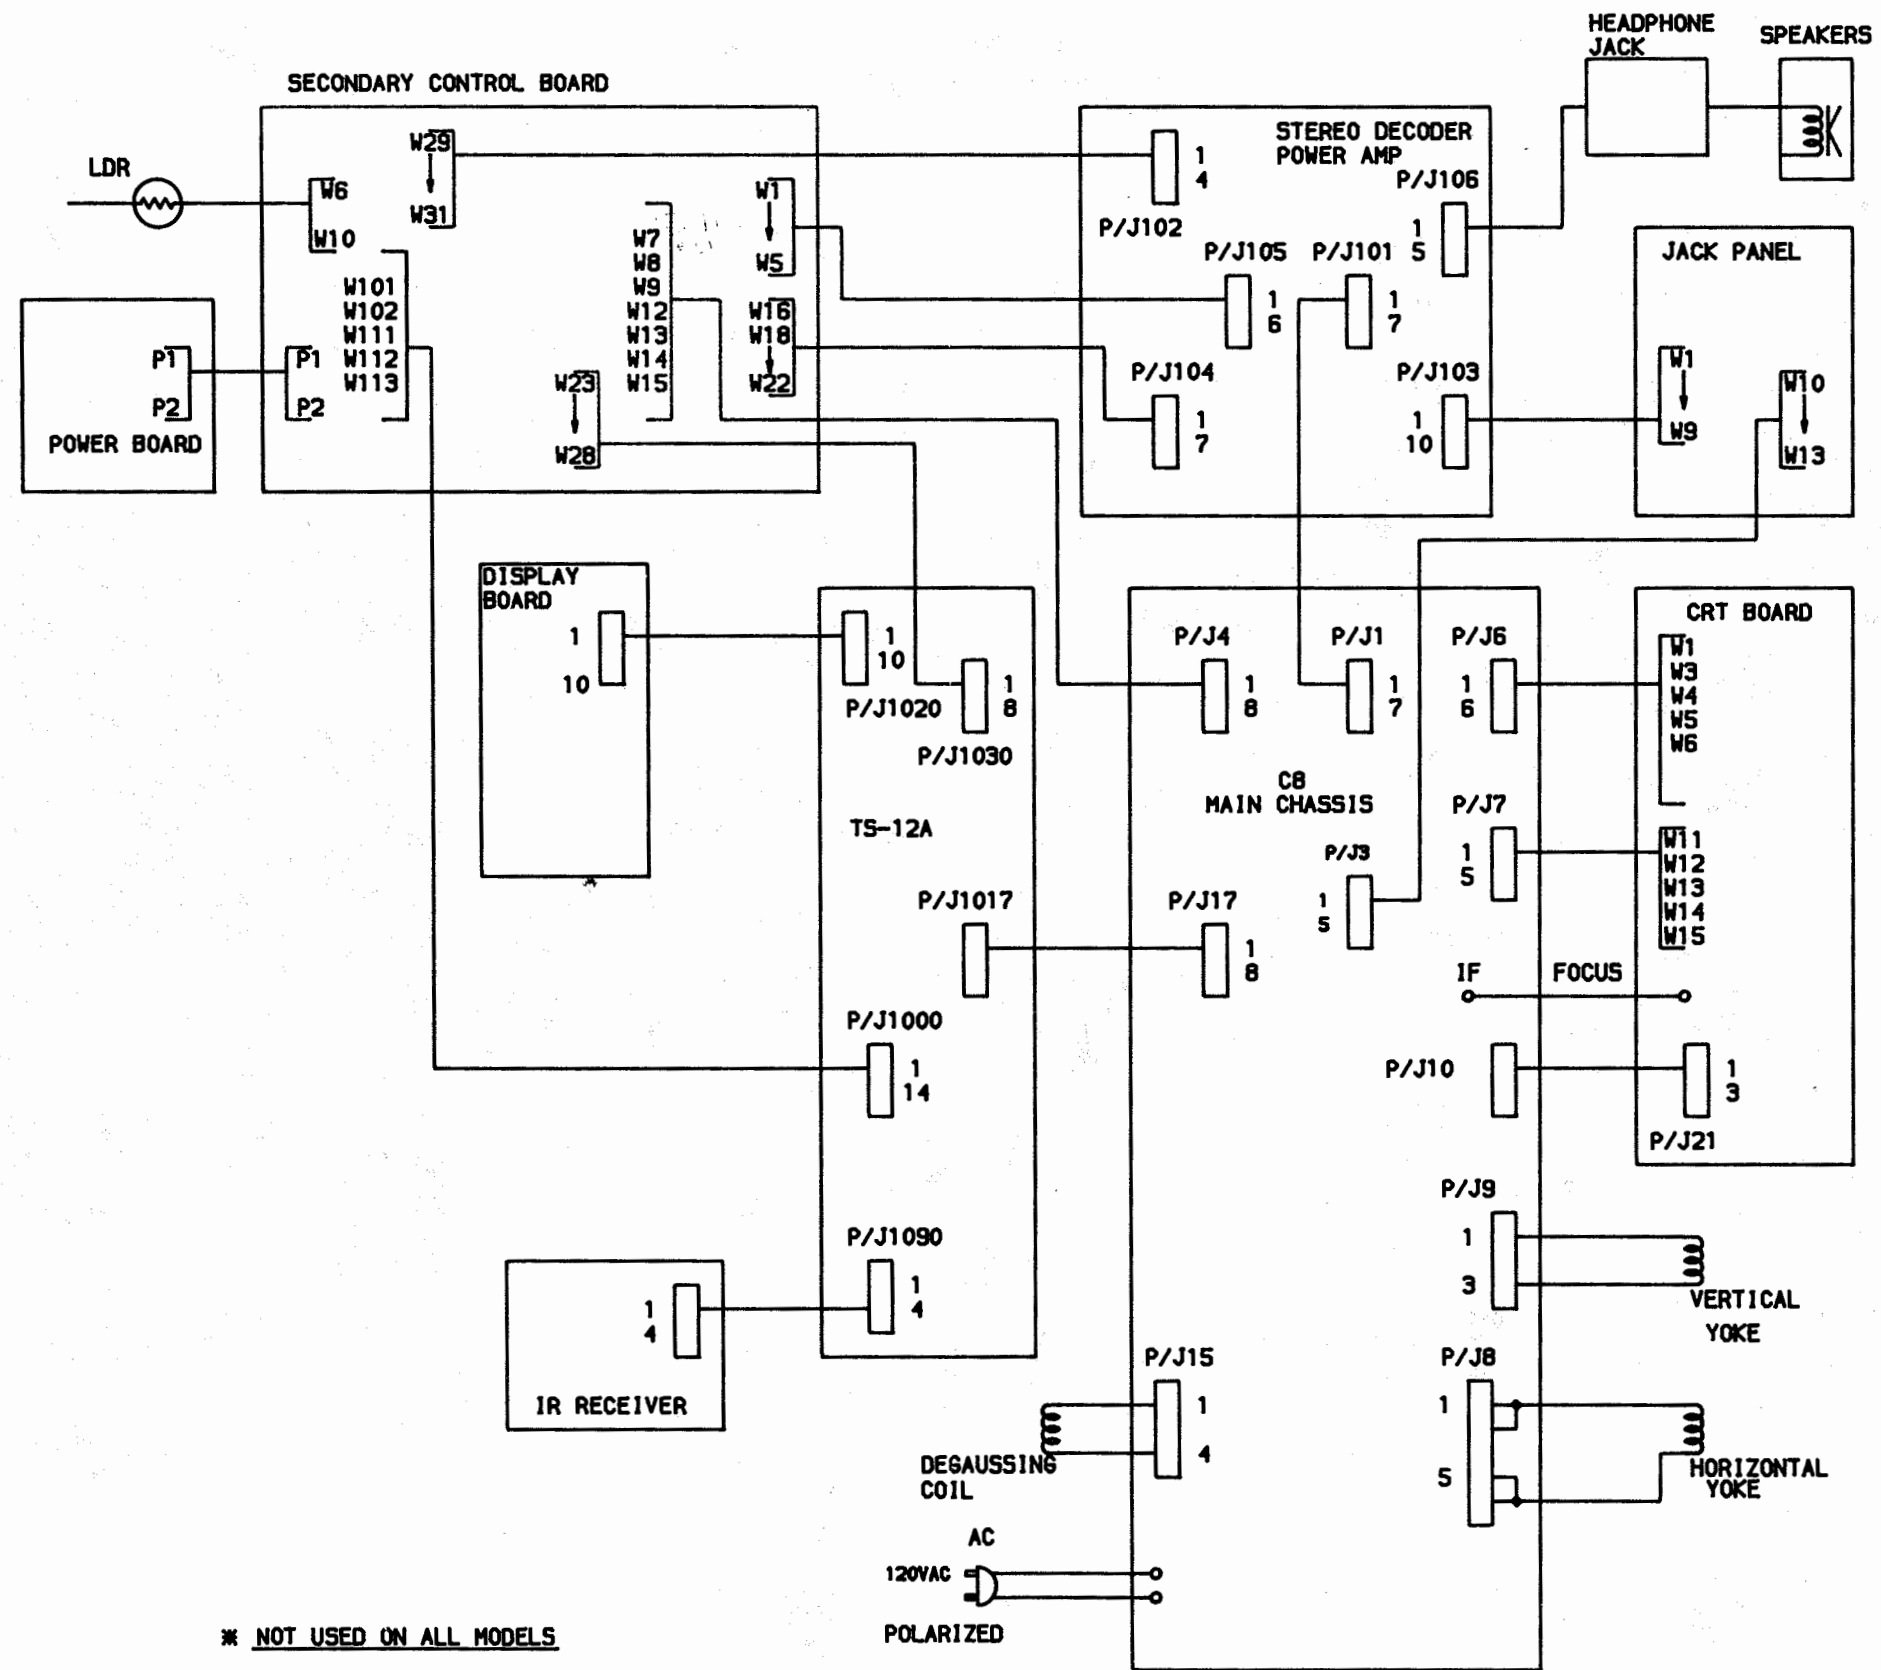 HEADPHONE
JACK
SPEAKERS
SECONDARY CONTROL BOARD
LDR
W6
W10
W29
W31
W101
W102
W111
W112
W113
W7
W8
W9
W12
W13
W14
W15
W1
W5
W16
W18
W22
W23
W28
P1
P2
POWER BOARD
P1
P2
STEREO DECODER
POWER AMP
1
4
P/J102
P/J106
1
5
P/J105
1
6
P/J101
1
7
P/J104
1
7
P/J103
1
10
JACK PANEL
W1
W9
W10
W13
DISPLAY
BOARD
1
10
1
10
P/J1020
1
8
P/J1030
TS-12A
P/J1017
P/J1000
1
14
P/J1090
1
4
1
4
IR RECEIVER
P/J4
1
8
P/J1
1
7
P/J6
1
6
C8
MAIN CHASSIS
P/J7
1
5
P/J3
1
5
P/J17
1
8
IF
FOCUS
P/J10
CRT BOARD
W1
W3
W4
W5
W6
W11
W12
W13
W14
W15
1
3
P/J21
P/J9
1
3
VERTICAL
YOKE
P/J15
1
4
DEGAUSSING
COIL
P/J8
1
5
HORIZONTAL
YOKE
AC
120VAC
POLARIZED
* NOT USED ON ALL MODELS